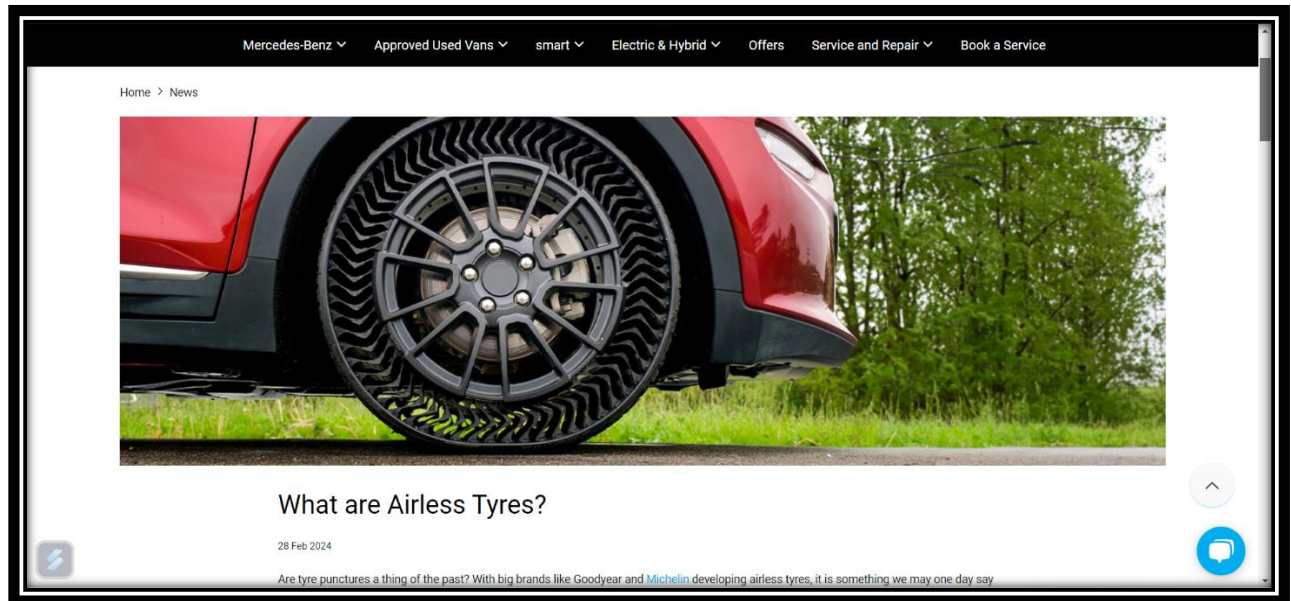 Mercedes-Benz Approved Used Vans smart Electric & Hybrid Offers Service and Repair Book a Service
Home > News
What are Airless Tyres?
28 Feb 2024
Are tyre punctures a thing of the past? With big brands like Goodyear and Michelin developing airless tyres, it is something we may one day say